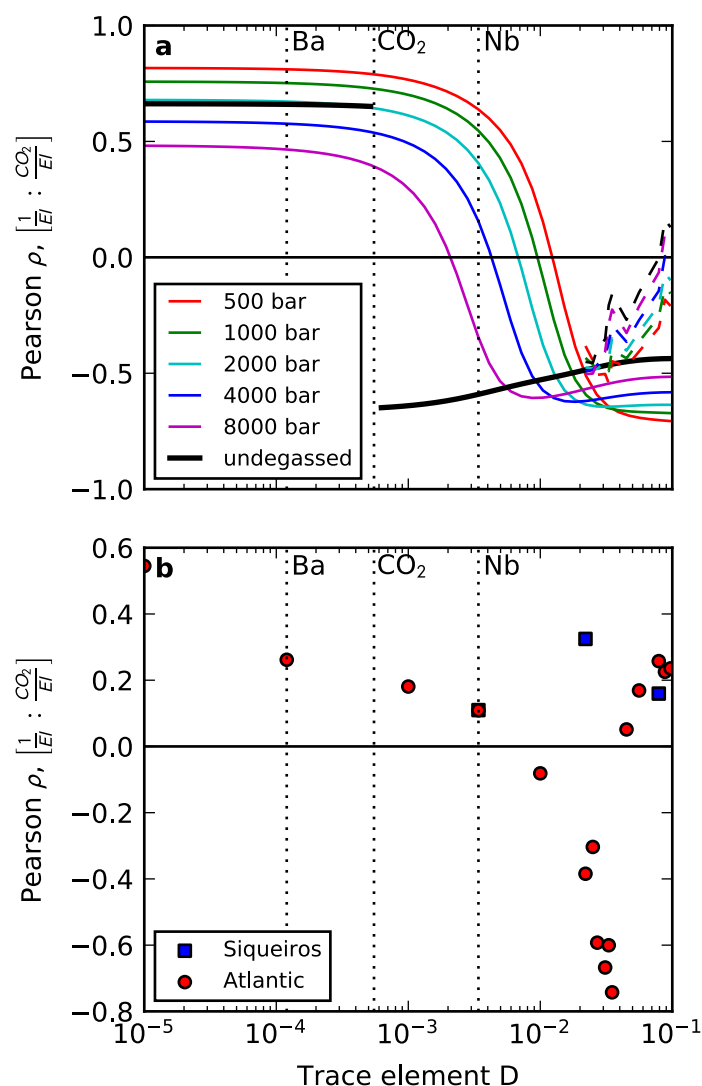 a
Ba
CO₂
Nb
1.0
0.5
0.0
−0.5
−1.0
Pearson ρ, [1/El : CO₂/El]
500 bar
1000 bar
2000 bar
4000 bar
8000 bar
undegassed
b
Ba
CO₂
Nb
0.6
0.4
0.2
0.0
−0.2
−0.4
−0.6
−0.8
Pearson ρ, [1/El : CO₂/El]
Siqueiros
Atlantic
10⁻⁵ 10⁻⁴ 10⁻³ 10⁻² 10⁻¹
Trace element D